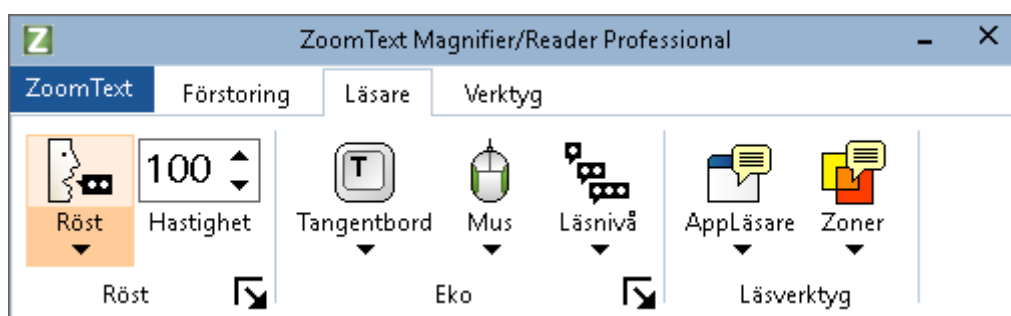 Z ZoomText Magnifier/Reader Professional
ZoomText Förstoring Läsare Verktyg
100 T
Röst Hastighet Tangentbord Mus Läsnivå AppLäsare Zoner
Röst Eko Läsverktyg